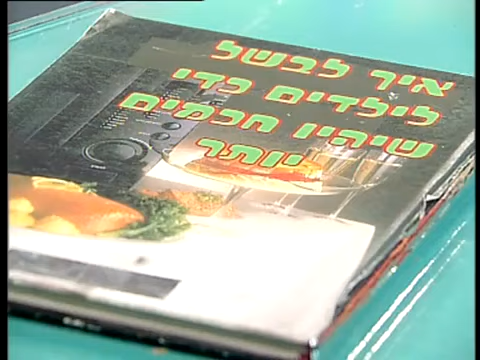 איך לבשל
לילדים כדי
שיהיו חכמים
יותר